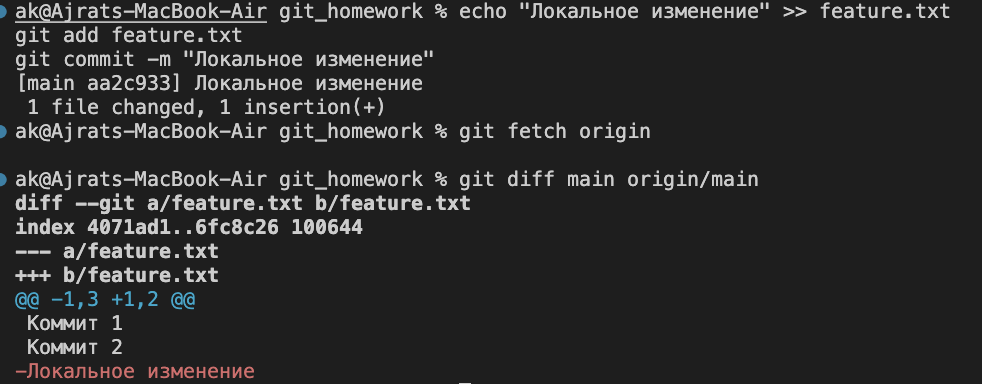 ak@Ajrats-MacBook-Air git_homework % echo "Локальное изменение" >> feature.txt
git add feature.txt
git commit -m "Локальное изменение"
[main aa2c933] Локальное изменение
 1 file changed, 1 insertion(+)
ak@Ajrats-MacBook-Air git_homework % git fetch origin
ak@Ajrats-MacBook-Air git_homework % git diff main origin/main
diff --git a/feature.txt b/feature.txt
index 4071ad1..6fc8c26 100644
--- a/feature.txt
+++ b/feature.txt
@@ -1,3 +1,2 @@
 Коммит 1
 Коммит 2
-Локальное изменение